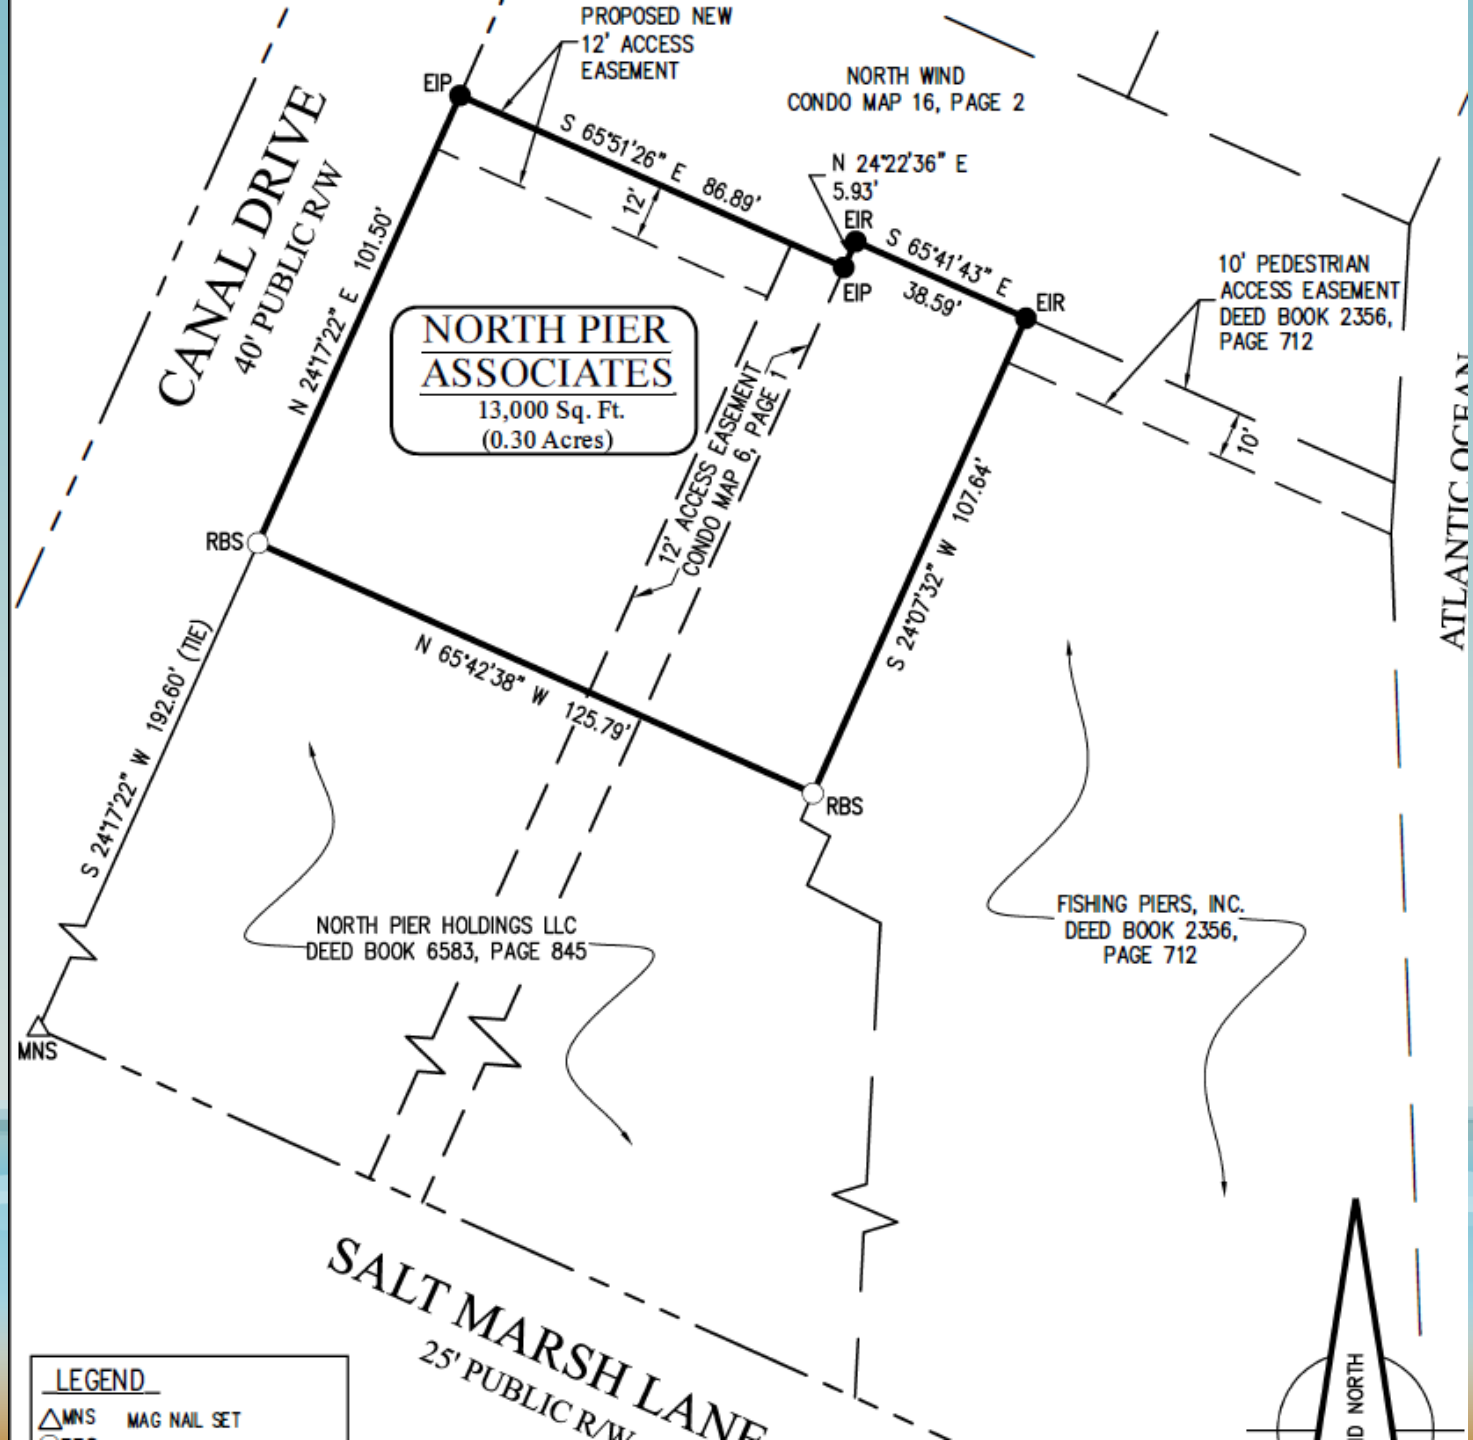 PROPOSED NEW
12' ACCESS
EASEMENT
NORTH WIND
CONDO MAP 16, PAGE 2
EIP
S 65°51'26" E 86.89'
12'
N 24°22'36" E
5.93'
EIR
EIP
S 65°41'43" E
38.59'
EIR
10' PEDESTRIAN
ACCESS EASEMENT
DEED BOOK 2356,
PAGE 712
10'
CANAL DRIVE
40' PUBLIC R/W
N 24°17'22" E 101.50'
NORTH PIER
ASSOCIATES
13,000 Sq. Ft.
(0.30 Acres)
12' ACCESS EASEMENT
CONDO MAP 6, PAGE 1
S 24°07'32" W 107.64'
ATLANTIC OCEAN
RBS
N 65°42'38" W 125.79'
RBS
S 24°17'22" W 192.60' (TIE)
NORTH PIER HOLDINGS LLC
DEED BOOK 6583, PAGE 845
FISHING PIERS, INC.
DEED BOOK 2356,
PAGE 712
MNS
SALT MARSH LANE
25' PUBLIC R/W
LEGEND
MNS MAG NAIL SET
NORTH